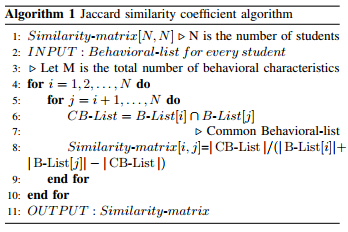 Algorithm 1 Jaccard similarity coefficient algorithm
1: Similarity-matrix[N, N] ▷ N is the number of students
2: INPUT : Behavioral-list for every student
3: ▷ Let M is the total number of behavioral characteristics
4: for i = 1, 2, . . . , N do
5: for j = i + 1, . . . , N do
6: CB-List = B-List[i] ∩ B-List[j]
7: ▷ Common Behavioral-list
8: Similarity-matrix[i, j]=| CB-List |/(| B-List[i]|+
| B-List[j]| − | CB-List |)
9: end for
10: end for
11: OUTPUT : Similarity-matrix